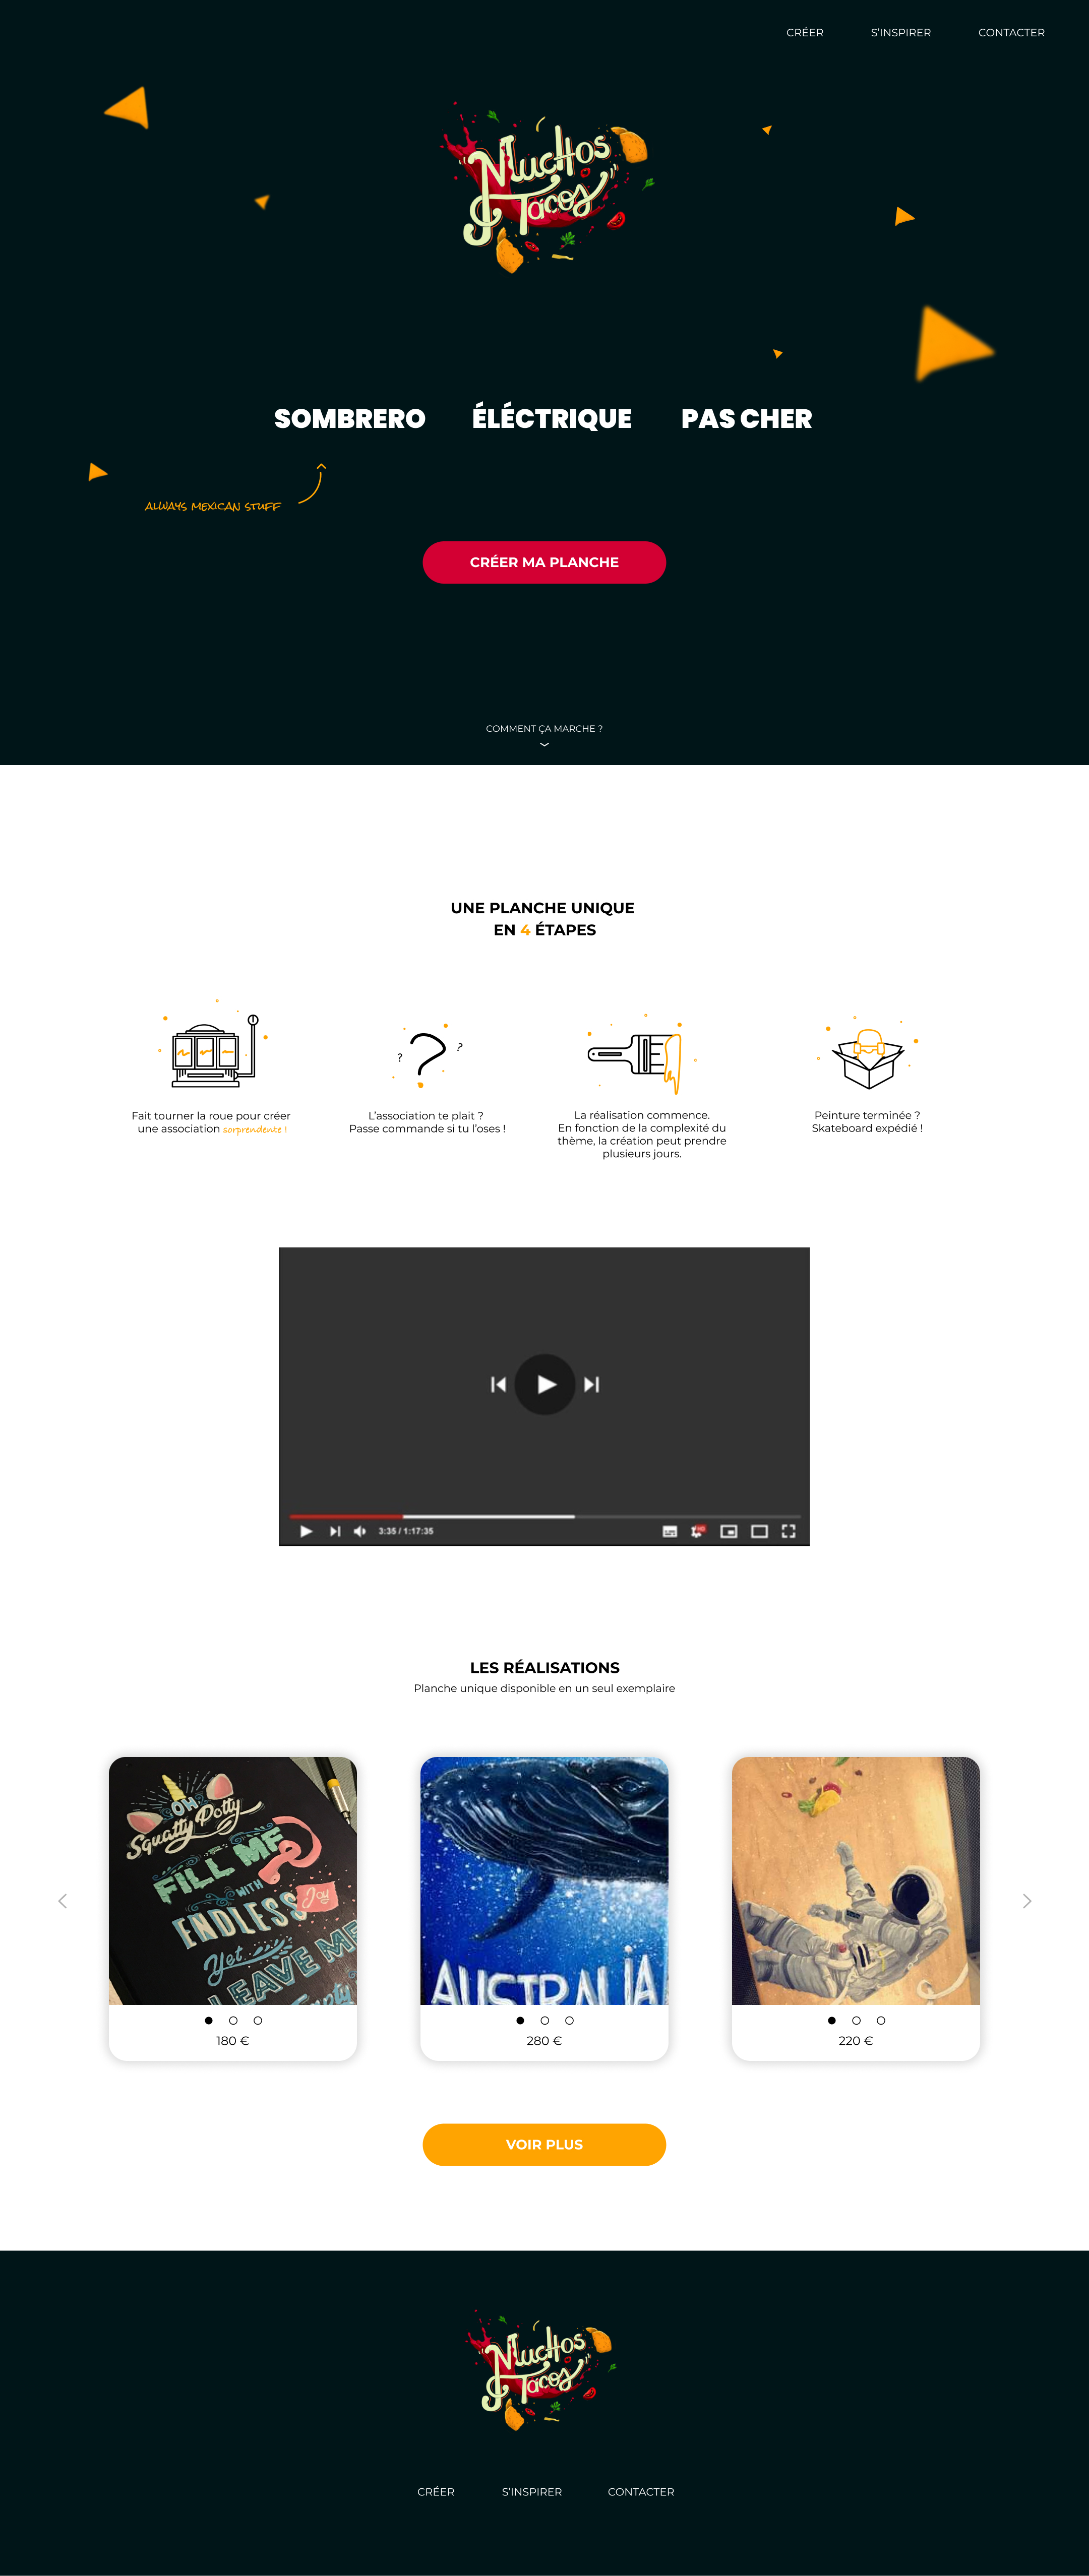 CRÉER S'INSPIRER CONTACTER
Muchos
Tacos
SOMBRERO ÉLÉCTRIQUE PAS CHER
ALWAYS MEXICAN STUFF
CRÉER MA PLANCHE
COMMENT ÇA MARCHE ?
UNE PLANCHE UNIQUE
EN 4 ÉTAPES
? ?
Fait tourner la roue pour créer
une association sorprendente !
L'association te plait ?
Passe commande si tu l'oses !
La réalisation commence.
En fonction de la complexité du
thème, la création peut prendre
plusieurs jours.
Peinture terminée ?
Skateboard expédié !
3:35 / 1:17:35
HD
LES RÉALISATIONS
Planche unique disponible en un seul exemplaire
OH
Squatty Potty
FILL ME
WITH
ENDLESS Joy
Yet
LEAVE ME
Empty
180 €
AUSTRALIA
280 €
220 €
VOIR PLUS
Muchos
Tacos
CRÉER S'INSPIRER CONTACTER